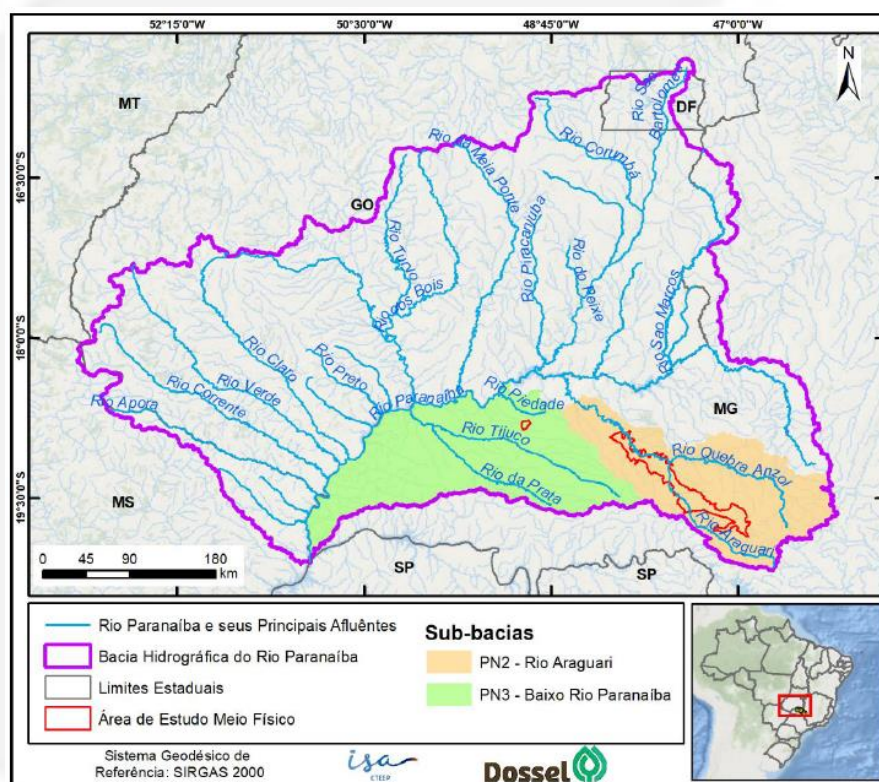 52°15'0"W 50°30'0"W 48°45'0"W 47°0'0"W
N
MT
DF
Rio São Bartolomeu
16°30'0"S
Rio da Meia Ponte
Rio Corumbá
GO
Rio Turvo
Rio dos Bois
Rio Piracanjuba
Rio do Peixe
Rio Sao Marcos
18°0'0"S
Rio Claro
Rio Preto
Rio Verde
Rio Corrente
Rio Apora
Rio Paranaíba
Rio Piedade
MG
Rio Tijuco
Rio Quebra Anzol
Rio da Prata
19°30'0"S
MS
Rio Araguari
0 45 90 180
km
SP
SP
Rio Paranaíba e seus Principais Afluêntes
Bacia Hidrográfica do Rio Paranaíba
Limites Estaduais
Área de Estudo Meio Físico
Sub-bacias
PN2 - Rio Araguari
PN3 - Baixo Rio Paranaíba
Sistema Geodésico de
Referência: SIRGAS 2000
isa
CTEEP
Dossel